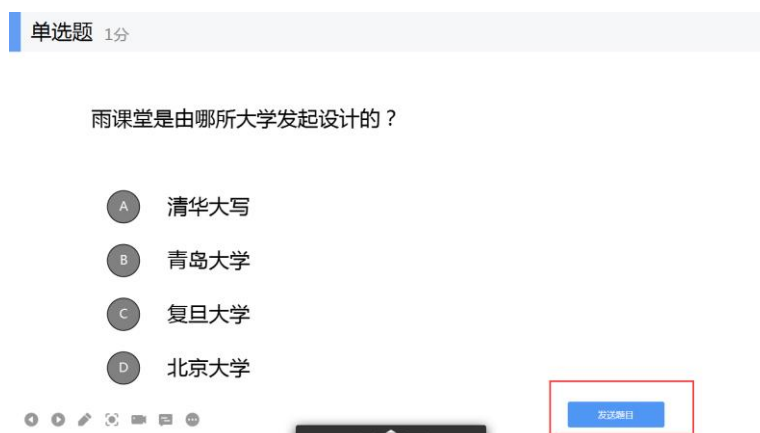 单选题 1分
雨课堂是由哪所大学发起设计的？
A 清华大写
B 青岛大学
C 复旦大学
D 北京大学
发送题目